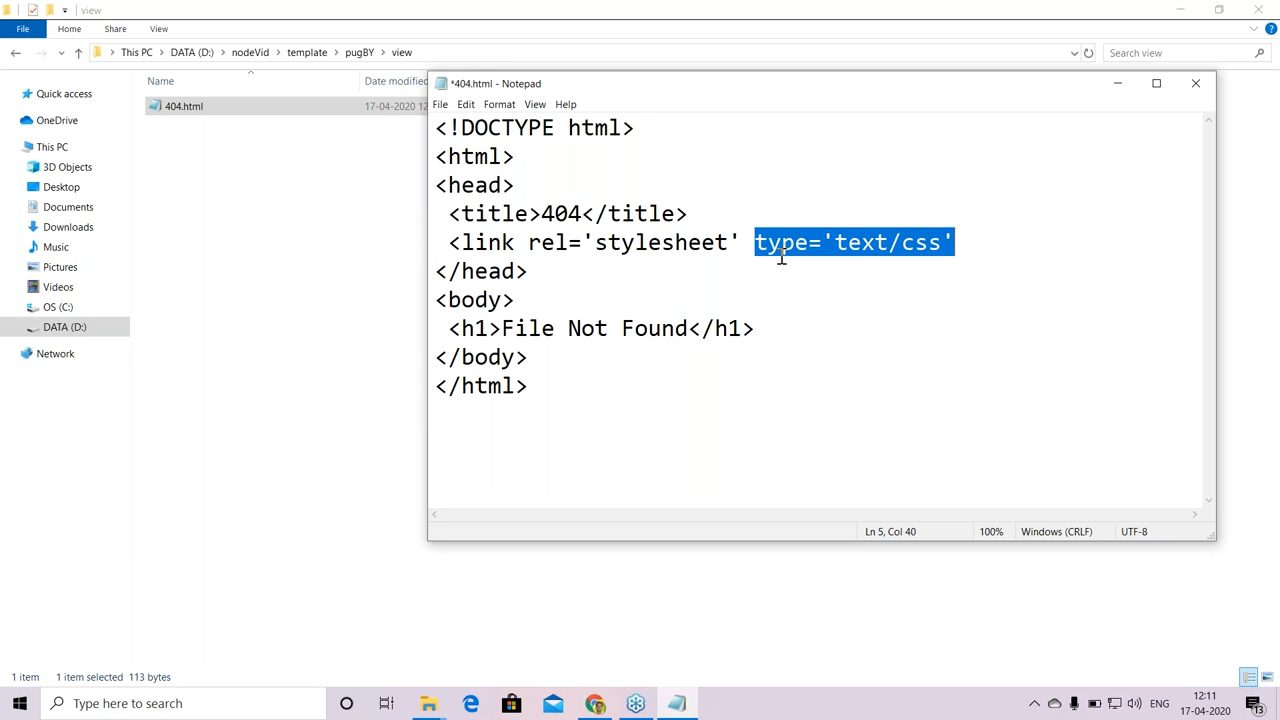 view
File
Home
Share
View
This PC
DATA (D:)
nodeVid
template
pugBY
view
Search view
Name
Date modified
Quick access
OneDrive
This PC
3D Objects
Desktop
Documents
Downloads
Music
Pictures
Videos
OS (C:)
DATA (D:)
Network
404.html
17-04-2020 12
*404.html - Notepad
File Edit Format View Help
<!DOCTYPE html>
<html>
<head>
<title>404</title>
<link rel='stylesheet' type='text/css'
</head>
<body>
<h1>File Not Found</h1>
</body>
</html>
Ln 5, Col 40
100%
Windows (CRLF)
UTF-8
1 item
1 item selected 113 bytes
Type here to search
ENG
12:11
17-04-2020
13